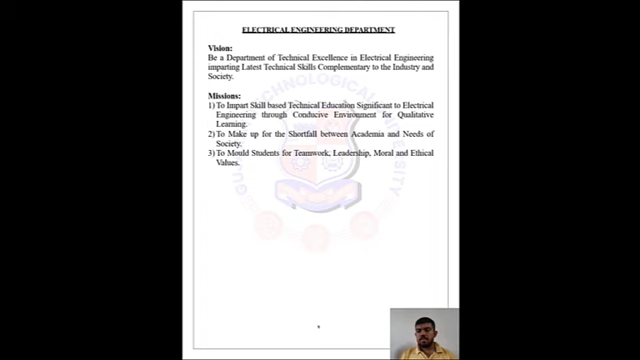 ELECTRICAL ENGINEERING DEPARTMENT
Vision:
Be a Department of Technical Excellence in Electrical Engineering
imparting Latest Technical Skills Complementary to the Industry and
Society.
Missions:
1) To Impart Skill based Technical Education Significant to Electrical
Engineering through Conducive Environment for Qualitative
Learning.
2) To Make up for the Shortfall between Academia and Needs of
Society.
3) To Mould Students for Teamwork, Leadership, Moral and Ethical
Values.
TECHNOLOGICAL UNIVERSITY